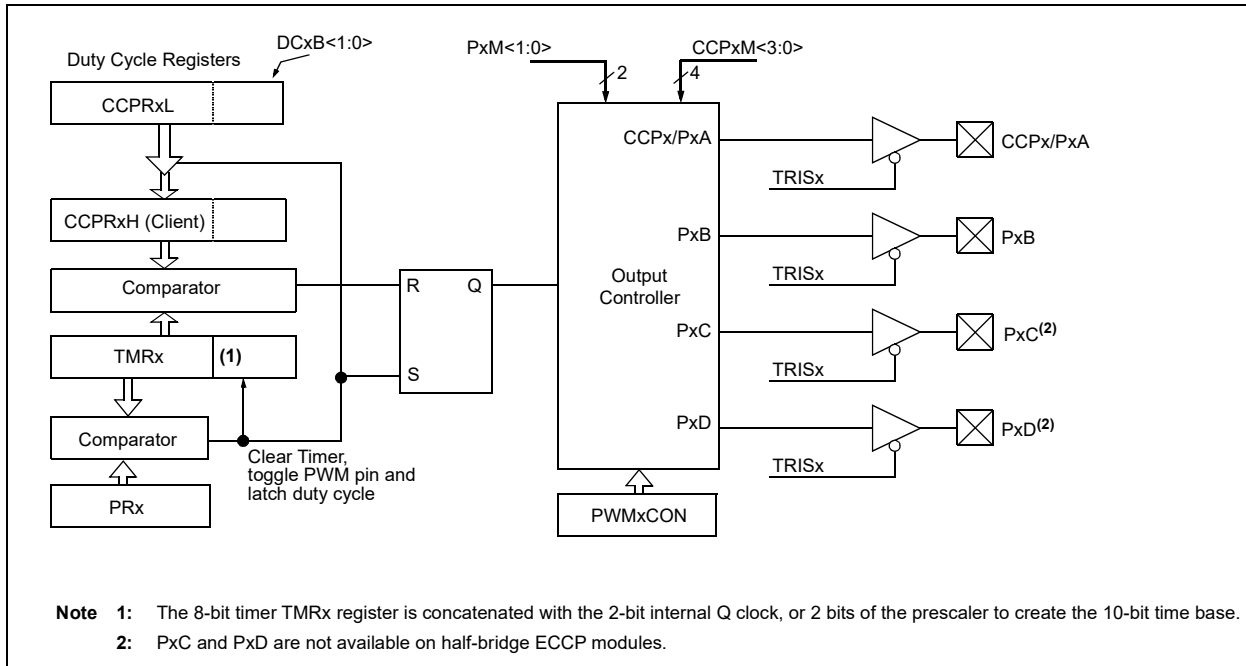 DCxB<1:0>
Duty Cycle Registers
CCPRxL
CCPRxH (Client)
Comparator
TMRx
(1)
Comparator
PRx
Clear Timer,
toggle PWM pin and
latch duty cycle
R
Q
S
PxM<1:0>
2
CCPxM<3:0>
4
CCPx/PxA
PxB
Output
Controller
PxC
PxD
PWMxCON
TRISx
CCPx/PxA
TRISx
PxB
TRISx
PxC(2)
TRISx
PxD(2)
Note 1: The 8-bit timer TMRx register is concatenated with the 2-bit internal Q clock, or 2 bits of the prescaler to create the 10-bit time base.
2: PxC and PxD are not available on half-bridge ECCP modules.